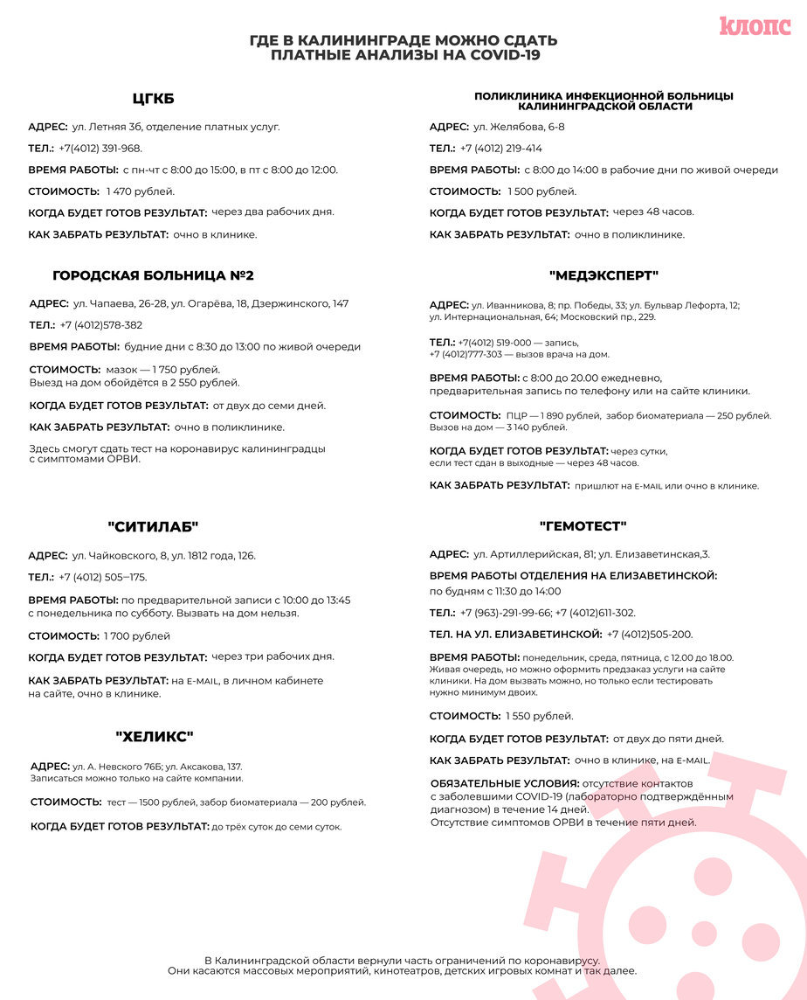 клопс
ГДЕ В КАЛИНИНГРАДЕ МОЖНО СДАТЬ
ПЛАТНЫЕ АНАЛИЗЫ НА COVID-19
ЦГКБ
АДРЕС: ул. Летняя 3б, отделение платных услуг.
ТЕЛ.: +7(4012) 391-968.
ВРЕМЯ РАБОТЫ: с пн-чт с 8:00 до 15:00, в пт с 8:00 до 12:00.
СТОИМОСТЬ: 1 470 рублей.
КОГДА БУДЕТ ГОТОВ РЕЗУЛЬТАТ: через два рабочих дня.
КАК ЗАБРАТЬ РЕЗУЛЬТАТ: очно в клинике.
ПОЛИКЛИНИКА ИНФЕКЦИОННОЙ БОЛЬНИЦЫ
КАЛИНИНГРАДСКОЙ ОБЛАСТИ
АДРЕС: ул. Желябова, 6-8
ТЕЛ.: +7 (4012) 219-414
ВРЕМЯ РАБОТЫ: с 8:00 до 14:00 в рабочие дни по живой очереди
СТОИМОСТЬ: 1 500 рублей.
КОГДА БУДЕТ ГОТОВ РЕЗУЛЬТАТ: через 48 часов.
КАК ЗАБРАТЬ РЕЗУЛЬТАТ: очно в поликлинике.
ГОРОДСКАЯ БОЛЬНИЦА №2
АДРЕС: ул. Чапаева, 26-28, ул. Огарёва, 18, Дзержинского, 147
ТЕЛ.: +7 (4012)578-382
ВРЕМЯ РАБОТЫ: будние дни с 8:30 до 13:00 по живой очереди
СТОИМОСТЬ: мазок — 1 750 рублей.
Выезд на дом обойдётся в 2 550 рублей.
КОГДА БУДЕТ ГОТОВ РЕЗУЛЬТАТ: от двух до семи дней.
КАК ЗАБРАТЬ РЕЗУЛЬТАТ: очно в поликлинике.
Здесь смогут сдать тест на коронавирус калининградцы
с симптомами ОРВИ.
"МЕДЭКСПЕРТ"
АДРЕС: ул. Иванникова, 8; пр. Победы, 33; ул. Бульвар Лефорта, 12;
ул. Интернациональная, 64; Московский пр., 229.
ТЕЛ.: +7(4012) 519-000 — запись,
+7 (4012)777-303 — вызов врача на дом.
ВРЕМЯ РАБОТЫ: с 8:00 до 20.00 ежедневно,
предварительная запись по телефону или на сайте клиники.
СТОИМОСТЬ: ПЦР — 1 890 рублей, забор биоматериала — 250 рублей.
Вызов на дом — 3 140 рублей.
КОГДА БУДЕТ ГОТОВ РЕЗУЛЬТАТ: через сутки,
если тест сдан в выходные — через 48 часов.
КАК ЗАБРАТЬ РЕЗУЛЬТАТ: пришлют на E-MAIL или очно в клинике.
"СИТИЛАБ"
АДРЕС: ул. Чайковского, 8, ул. 1812 года, 126.
ТЕЛ.: +7 (4012) 505–175.
ВРЕМЯ РАБОТЫ: по предварительной записи с 10:00 до 13:45
с понедельника по субботу. Вызвать на дом нельзя.
СТОИМОСТЬ: 1 700 рублей
КОГДА БУДЕТ ГОТОВ РЕЗУЛЬТАТ: через три рабочих дня.
КАК ЗАБРАТЬ РЕЗУЛЬТАТ: на E-MAIL, в личном кабинете
на сайте, очно в клинике.
"ХЕЛИКС"
АДРЕС: ул. А. Невского 76Б; ул. Аксакова, 137.
Записаться можно только на сайте компании.
СТОИМОСТЬ: тест — 1500 рублей, забор биоматериала — 200 рублей.
КОГДА БУДЕТ ГОТОВ РЕЗУЛЬТАТ: до трёх суток до семи суток.
"ГЕМОТЕСТ"
АДРЕС: ул. Артиллерийская, 81; ул. Елизаветинская,3.
ВРЕМЯ РАБОТЫ ОТДЕЛЕНИЯ НА ЕЛИЗАВЕТИНСКОЙ:
по будням с 11:30 до 14:00
ТЕЛ.: +7 (963)-291-99-66; +7 (4012)611-302.
ТЕЛ. НА УЛ. ЕЛИЗАВЕТИНСКОЙ: +7 (4012)505-200.
ВРЕМЯ РАБОТЫ: понедельник, среда, пятница, с 12.00 до 18.00.
Живая очередь, но можно оформить предзаказ услуги на сайте
клиники. На дом вызвать можно, но только если тестировать
нужно минимум двоих.
СТОИМОСТЬ: 1 550 рублей.
КОГДА БУДЕТ ГОТОВ РЕЗУЛЬТАТ: от двух до пяти дней.
КАК ЗАБРАТЬ РЕЗУЛЬТАТ: очно в клинике, на E-MAIL.
ОБЯЗАТЕЛЬНЫЕ УСЛОВИЯ: отсутствие контактов
с заболевшими COVID-19 (лабораторно подтверждённым
диагнозом) в течение 14 дней.
Отсутствие симптомов ОРВИ в течение пяти дней.
В Калининградской области вернули часть ограничений по коронавирусу.
Они касаются массовых мероприятий, кинотеатров, детских игровых комнат и так далее.